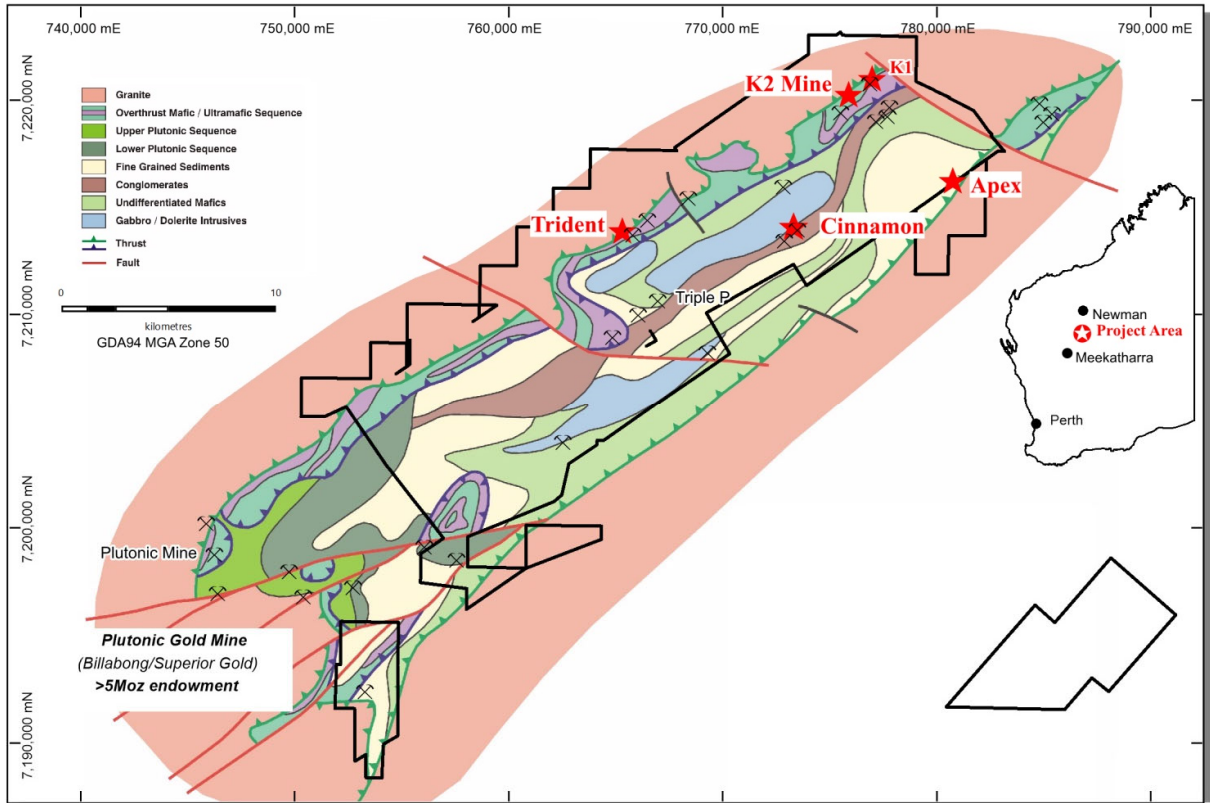 740,000 mE
750,000 mE
760,000 mE
770,000 mE
780,000 mE
790,000 mE
7,220,000 mN
7,210,000 mN
7,200,000 mN
7,190,000 mN
Granite
Overthrust Mafic / Ultramafic Sequence
Upper Plutonic Sequence
Lower Plutonic Sequence
Fine Grained Sediments
Conglomerates
Undifferentiated Mafics
Gabbro / Dolerite Intrusives
Thrust
Fault
0 10
kilometres
GDA94 MGA Zone 50
K1
K2 Mine
Apex
Trident
Cinnamon
Triple P
Newman
Project Area
Meekatharra
Perth
Plutonic Mine
Plutonic Gold Mine
(Billabong/Superior Gold)
>5Moz endowment